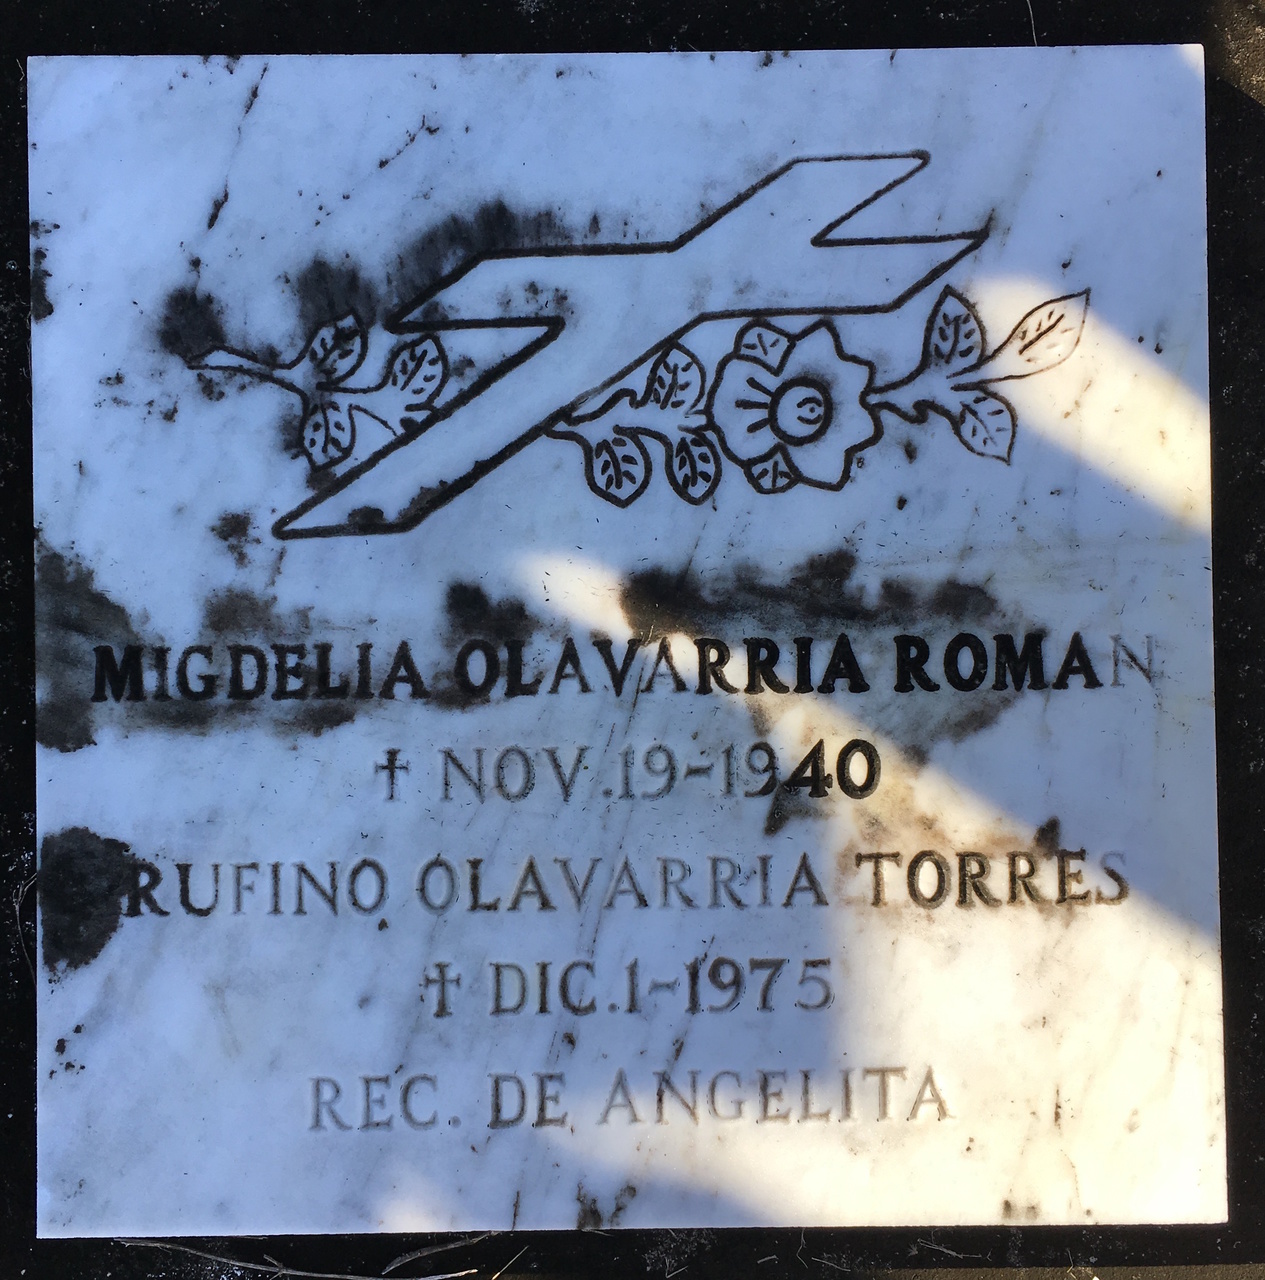 MIGDELIA OLAVARRIA ROMAN
✝ NOV.19-1940
RUFINO OLAVARRIA TORRES
✝ DIC.1-1975
REC. DE ANGELITA